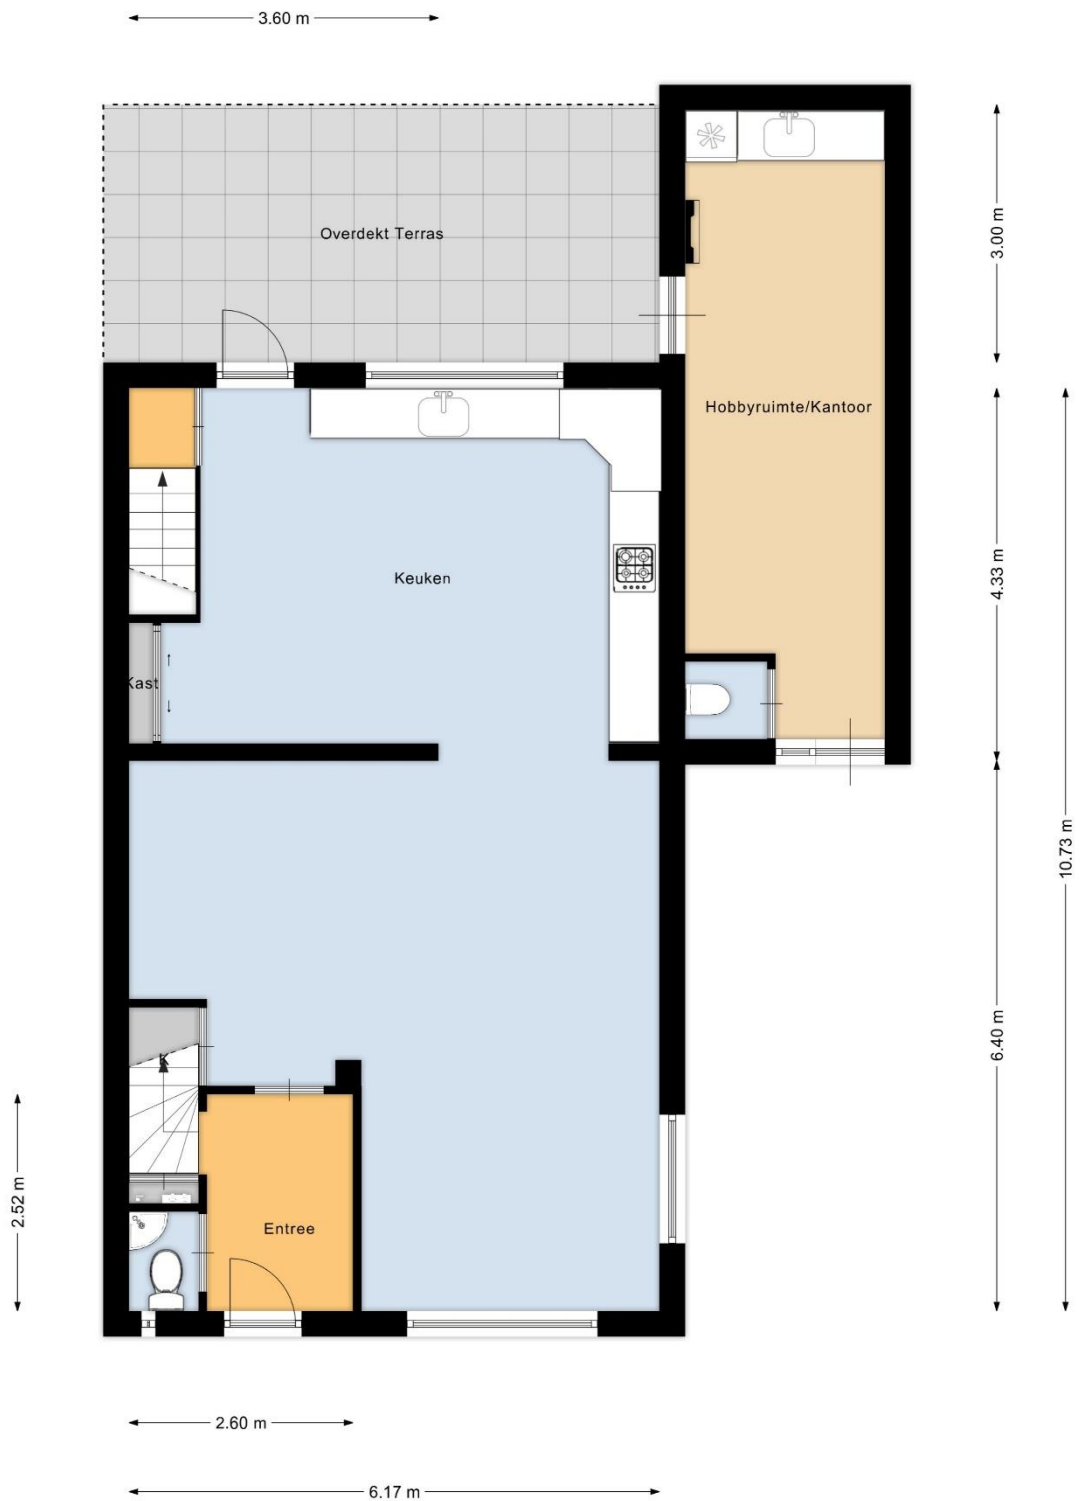 3.60 m
Overdekt Terras
3.00 m
Hobbyruimte/Kantoor
Keuken
4.33 m
Kast
10.73 m
6.40 m
K
2.52 m
Entree
2.60 m
6.17 m